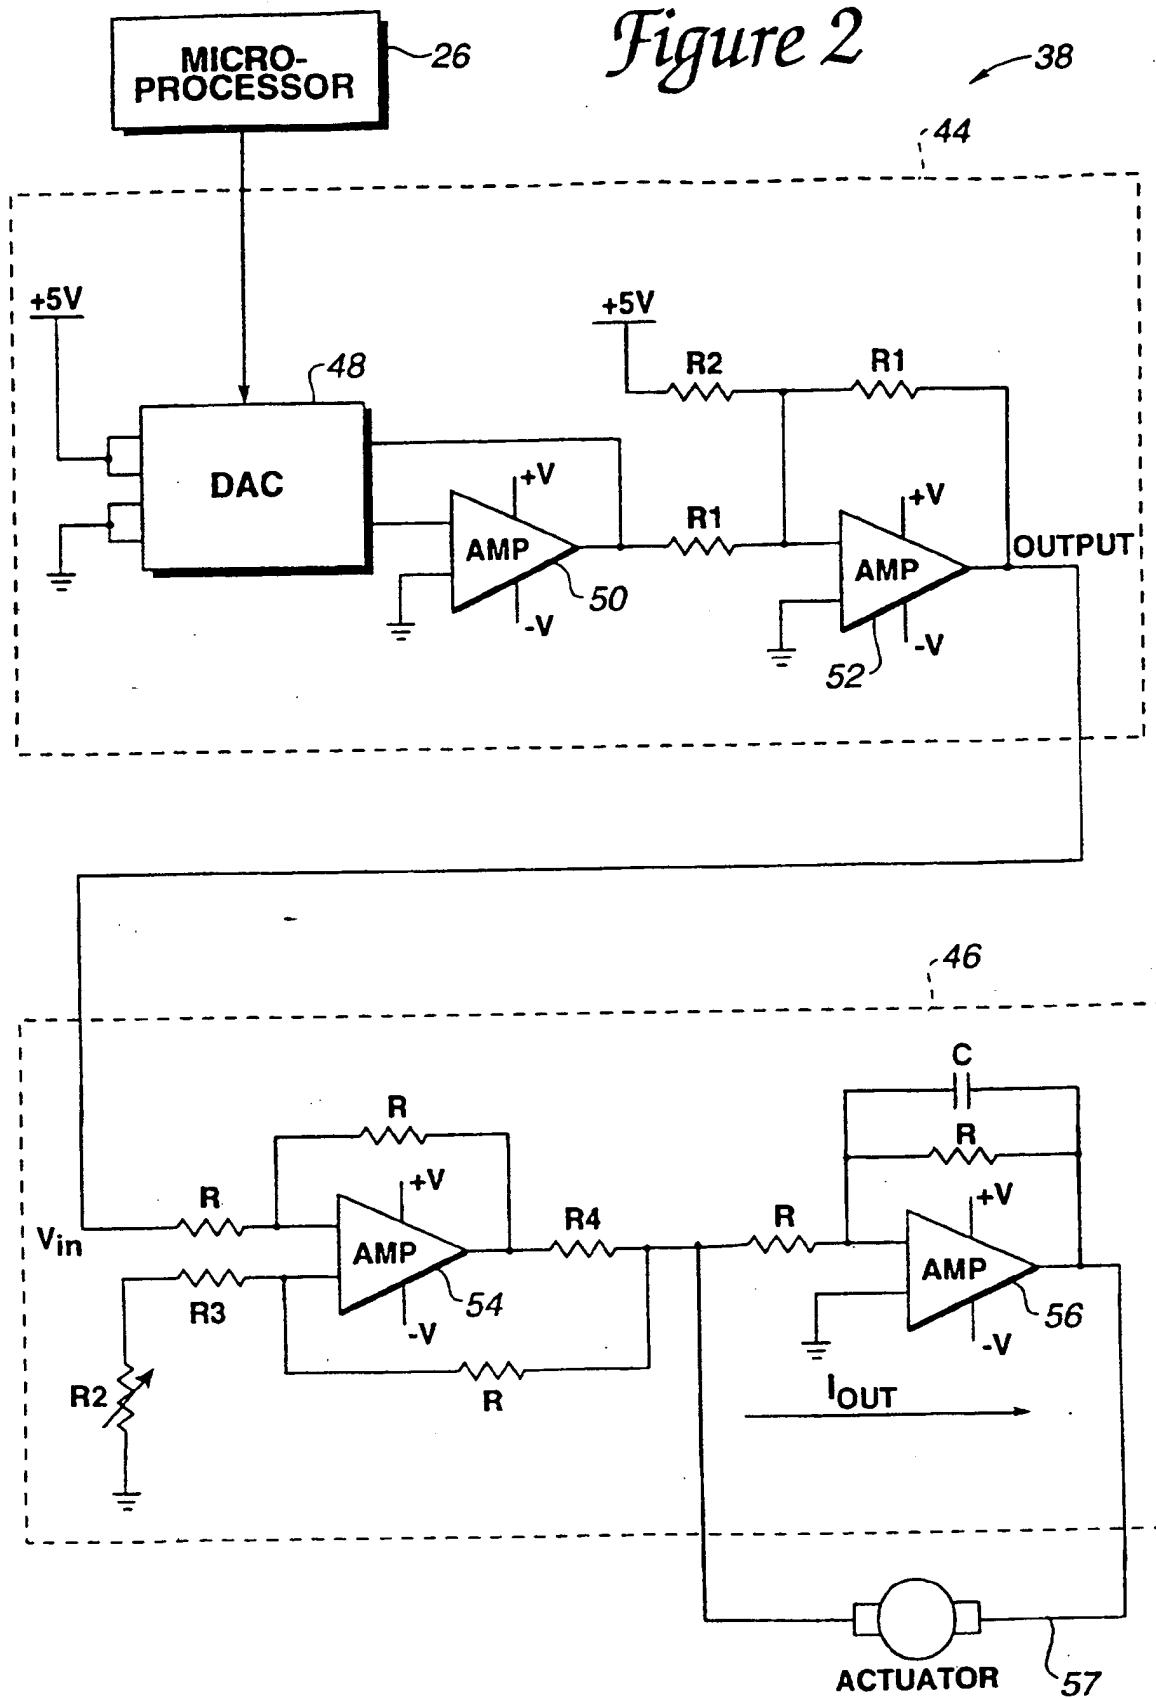 Figure 2
38
MICRO-
PROCESSOR
26
44
+5V
+5V
R2
R1
48
DAC
+V
AMP
50
-V
R1
+V
AMP
52
-V
OUTPUT
46
C
R
R
+V
R
Vin
AMP
54
-V
R4
R3
R
R2
R
+V
AMP
56
-V
IOUT
ACTUATOR
57